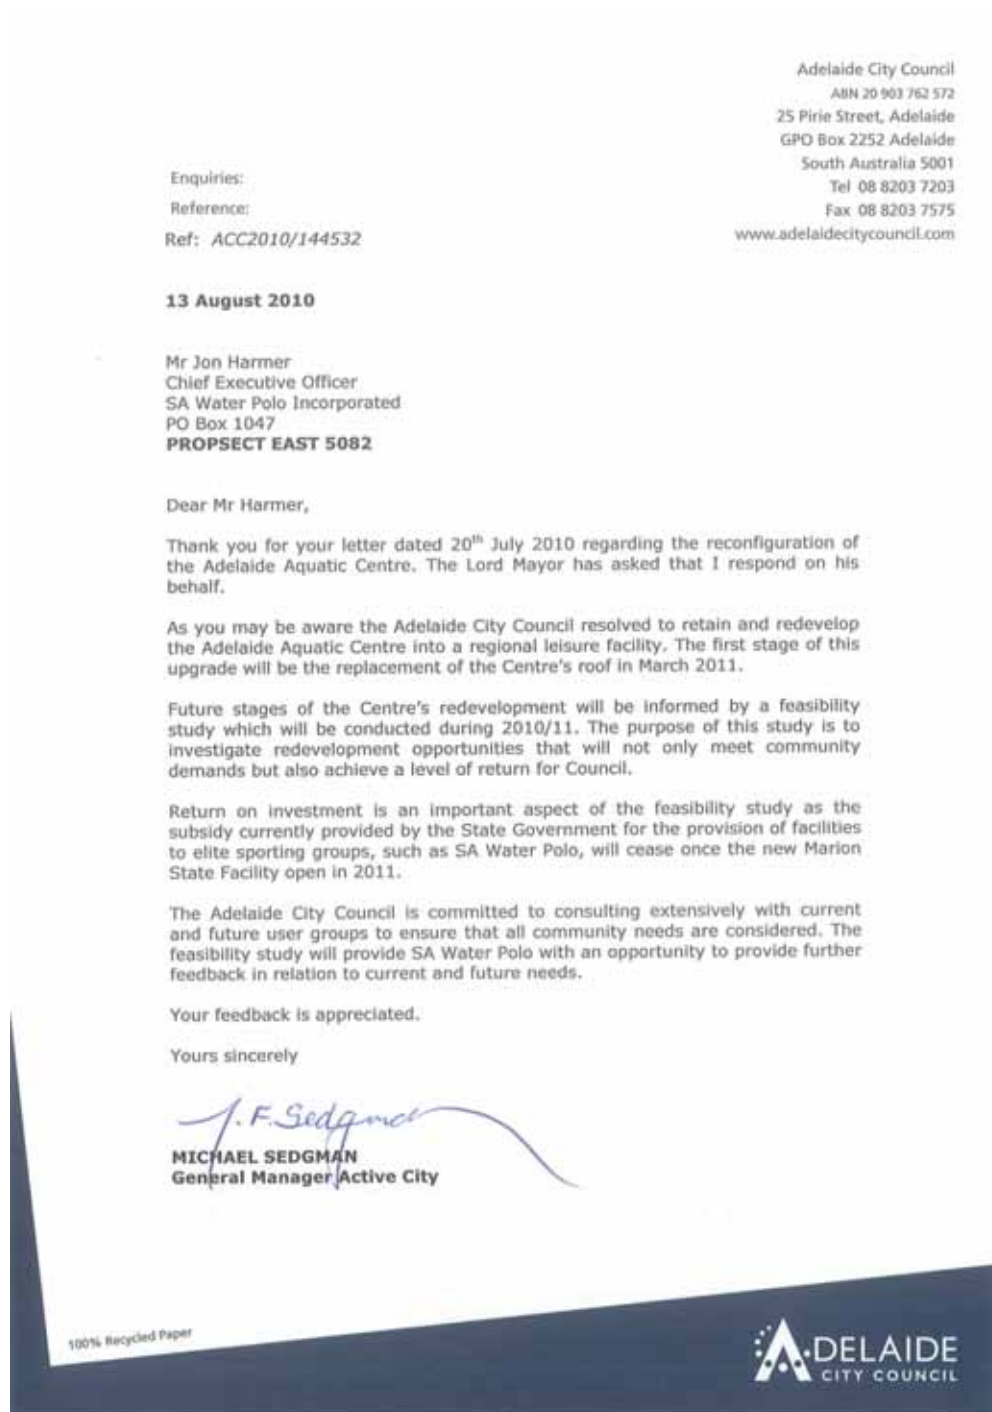 Adelaide City Council
ABN 20 903 762 572
25 Pirie Street, Adelaide
GPO Box 2252 Adelaide
South Australia 5001
Tel 08 8203 7203
Fax 08 8203 7575
www.adelaidecitycouncil.com
Enquiries:
Reference:
Ref: ACC2010/144532
13 August 2010
Mr Jon Harmer
Chief Executive Officer
SA Water Polo Incorporated
PO Box 1047
PROPSECT EAST 5082
Dear Mr Harmer,
Thank you for your letter dated 20th July 2010 regarding the reconfiguration of
the Adelaide Aquatic Centre. The Lord Mayor has asked that I respond on his
behalf.
As you may be aware the Adelaide City Council resolved to retain and redevelop
the Adelaide Aquatic Centre into a regional leisure facility. The first stage of this
upgrade will be the replacement of the Centre's roof in March 2011.
Future stages of the Centre's redevelopment will be informed by a feasibility
study which will be conducted during 2010/11. The purpose of this study is to
investigate redevelopment opportunities that will not only meet community
demands but also achieve a level of return for Council.
Return on investment is an important aspect of the feasibility study as the
subsidy currently provided by the State Government for the provision of facilities
to elite sporting groups, such as SA Water Polo, will cease once the new Marion
State Facility open in 2011.
The Adelaide City Council is committed to consulting extensively with current
and future user groups to ensure that all community needs are considered. The
feasibility study will provide SA Water Polo with an opportunity to provide further
feedback in relation to current and future needs.
Your feedback is appreciated.
Yours sincerely
MICHAEL SEDGMAN
General Manager Active City
100% Recycled Paper
ADELAIDE
CITY COUNCIL